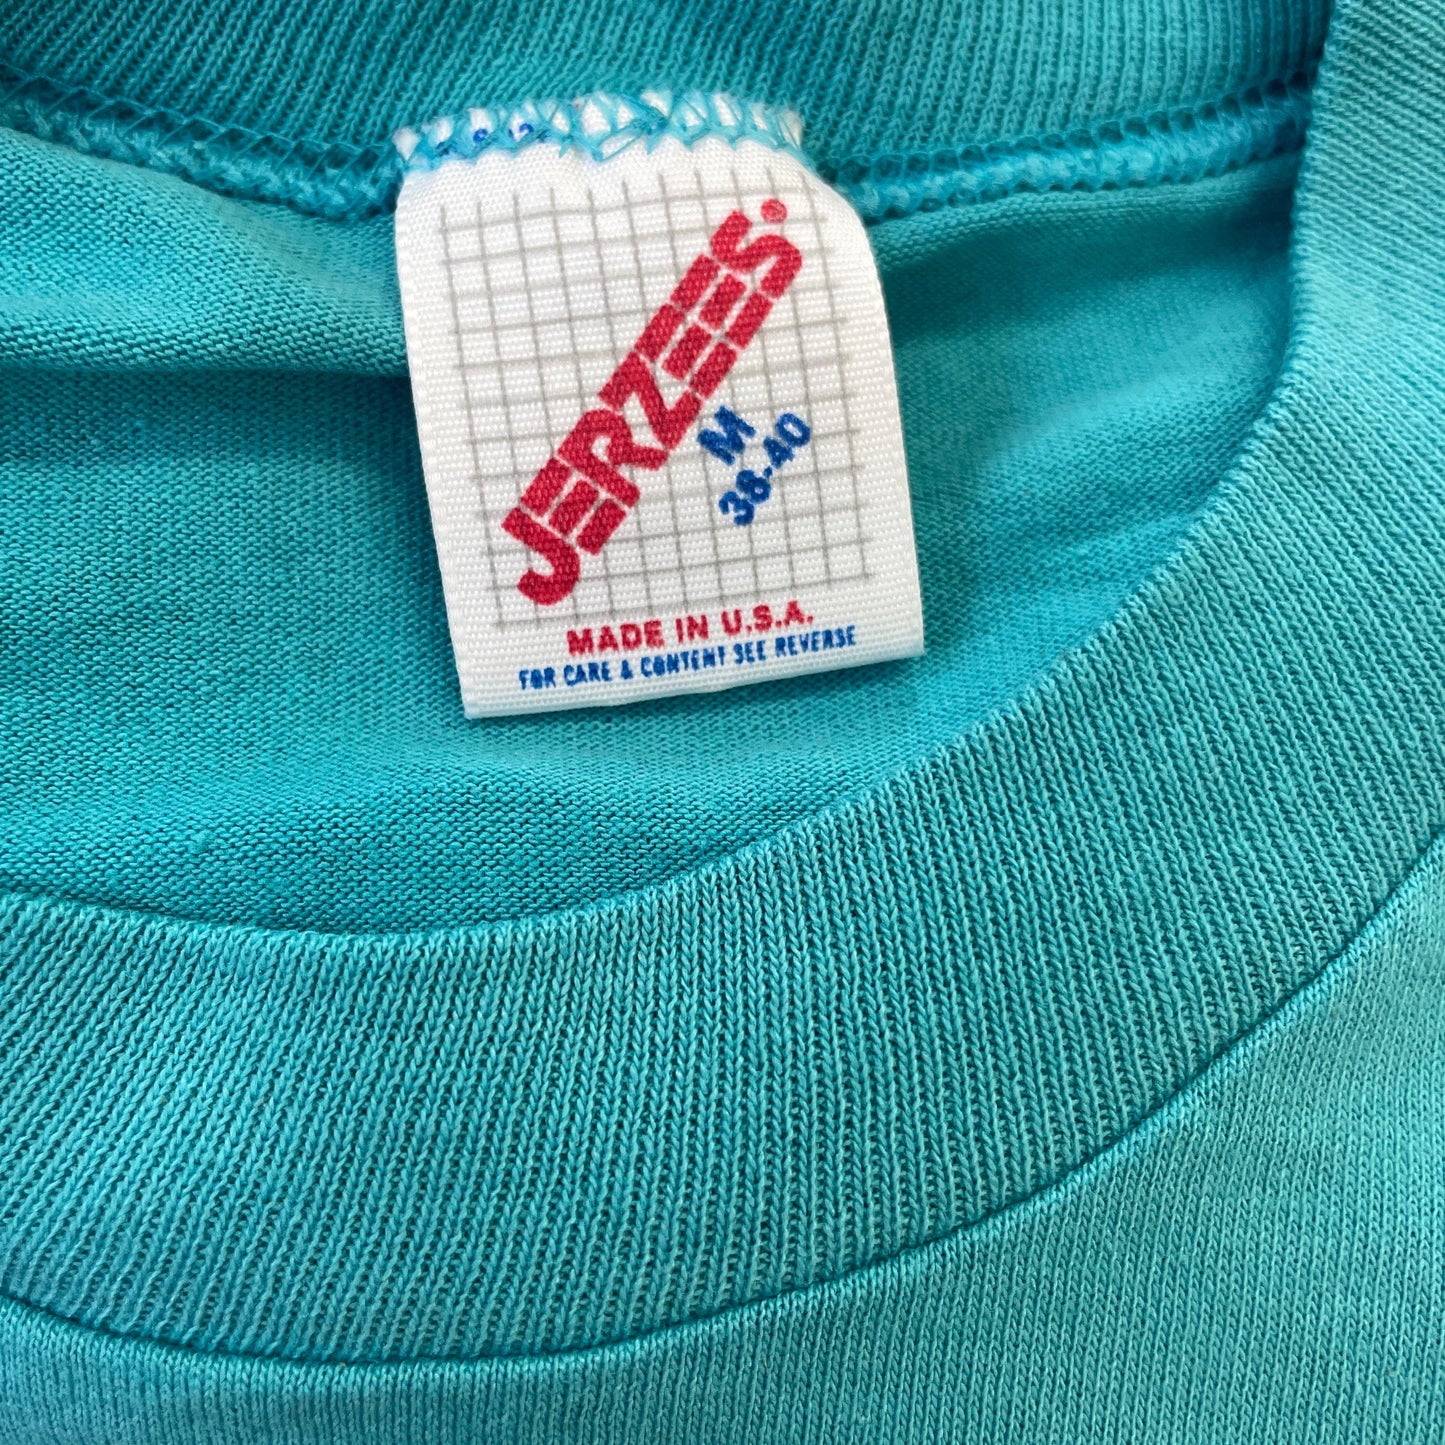 JERZEES®
M
38-40
MADE IN U.S.A.
FOR CARE & CONTENT SEE REVERSE